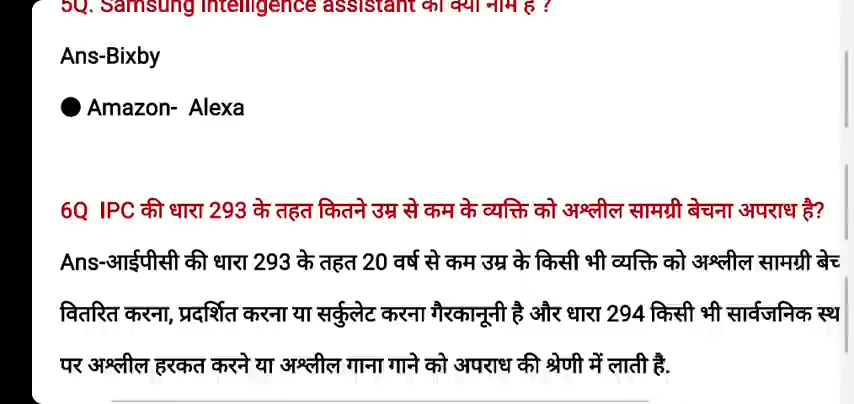 5Q. Samsung intelligence assistant का क्या नाम है ?
Ans-Bixby
● Amazon- Alexa
6Q IPC की धारा 293 के तहत कितने उम्र से कम के व्यक्ति को अश्लील सामग्री बेचना अपराध है?
Ans-आईपीसी की धारा 293 के तहत 20 वर्ष से कम उम्र के किसी भी व्यक्ति को अश्लील सामग्री बेच
वितरित करना, प्रदर्शित करना या सर्कुलेट करना गैरकानूनी है और धारा 294 किसी भी सार्वजनिक स्थ
पर अश्लील हरकत करने या अश्लील गाना गाने को अपराध की श्रेणी में लाती है.